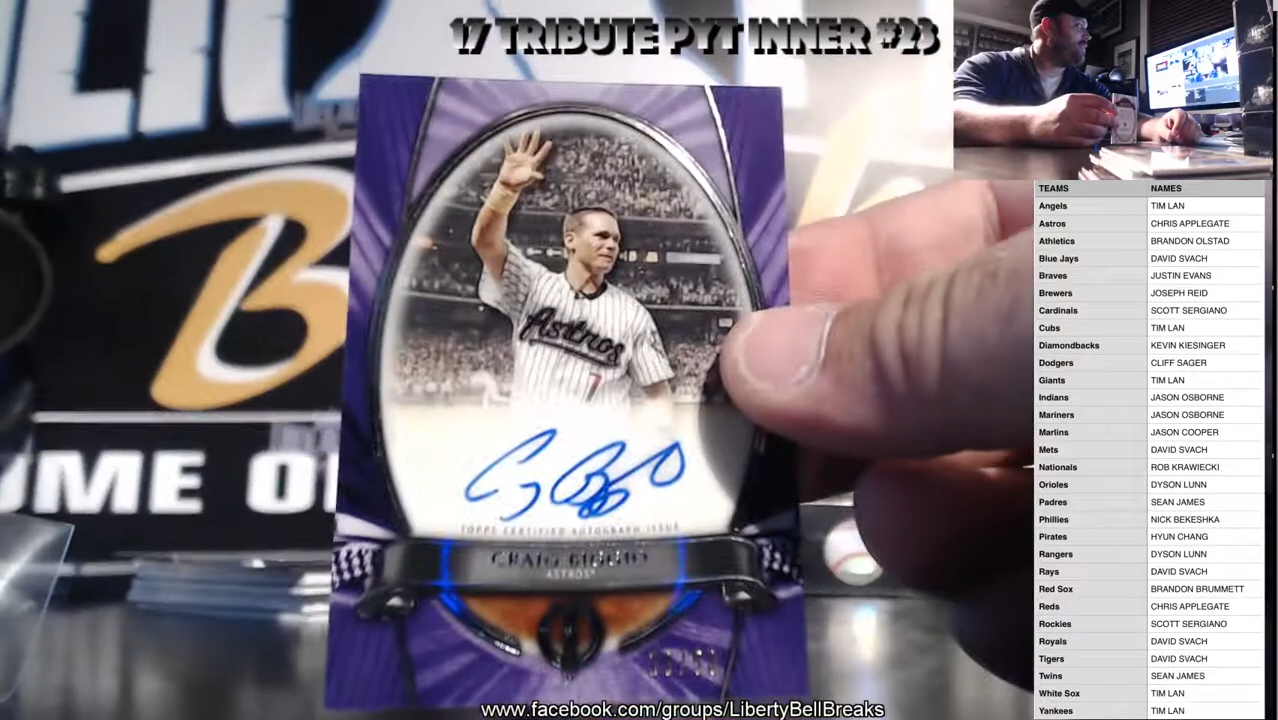 17 TRIBUTE PYT INNER #23
B
OME O
Astros
7
TOPPS CERTIFIED AUTOGRAPH ISSUE
CRAIG BIGGIO
ASTROS
www.facebook.com/groups/LibertyBellBreaks
TEAMS NAMES
Angels TIM LAN
Astros CHRIS APPLEGATE
Athletics BRANDON OLSTAD
Blue Jays DAVID SVACH
Braves JUSTIN EVANS
Brewers JOSEPH REID
Cardinals SCOTT SERGIANO
Cubs TIM LAN
Diamondbacks KEVIN KIESINGER
Dodgers CLIFF SAGER
Giants TIM LAN
Indians JASON OSBORNE
Mariners JASON OSBORNE
Marlins JASON COOPER
Mets DAVID SVACH
Nationals ROB KRAWIECKI
Orioles DYSON LUNN
Padres SEAN JAMES
Phillies NICK BEKESHKA
Pirates HYUN CHANG
Rangers DYSON LUNN
Rays DAVID SVACH
Red Sox BRANDON BRUMMETT
Reds CHRIS APPLEGATE
Rockies SCOTT SERGIANO
Royals DAVID SVACH
Tigers DAVID SVACH
Twins SEAN JAMES
White Sox TIM LAN
Yankees TIM LAN